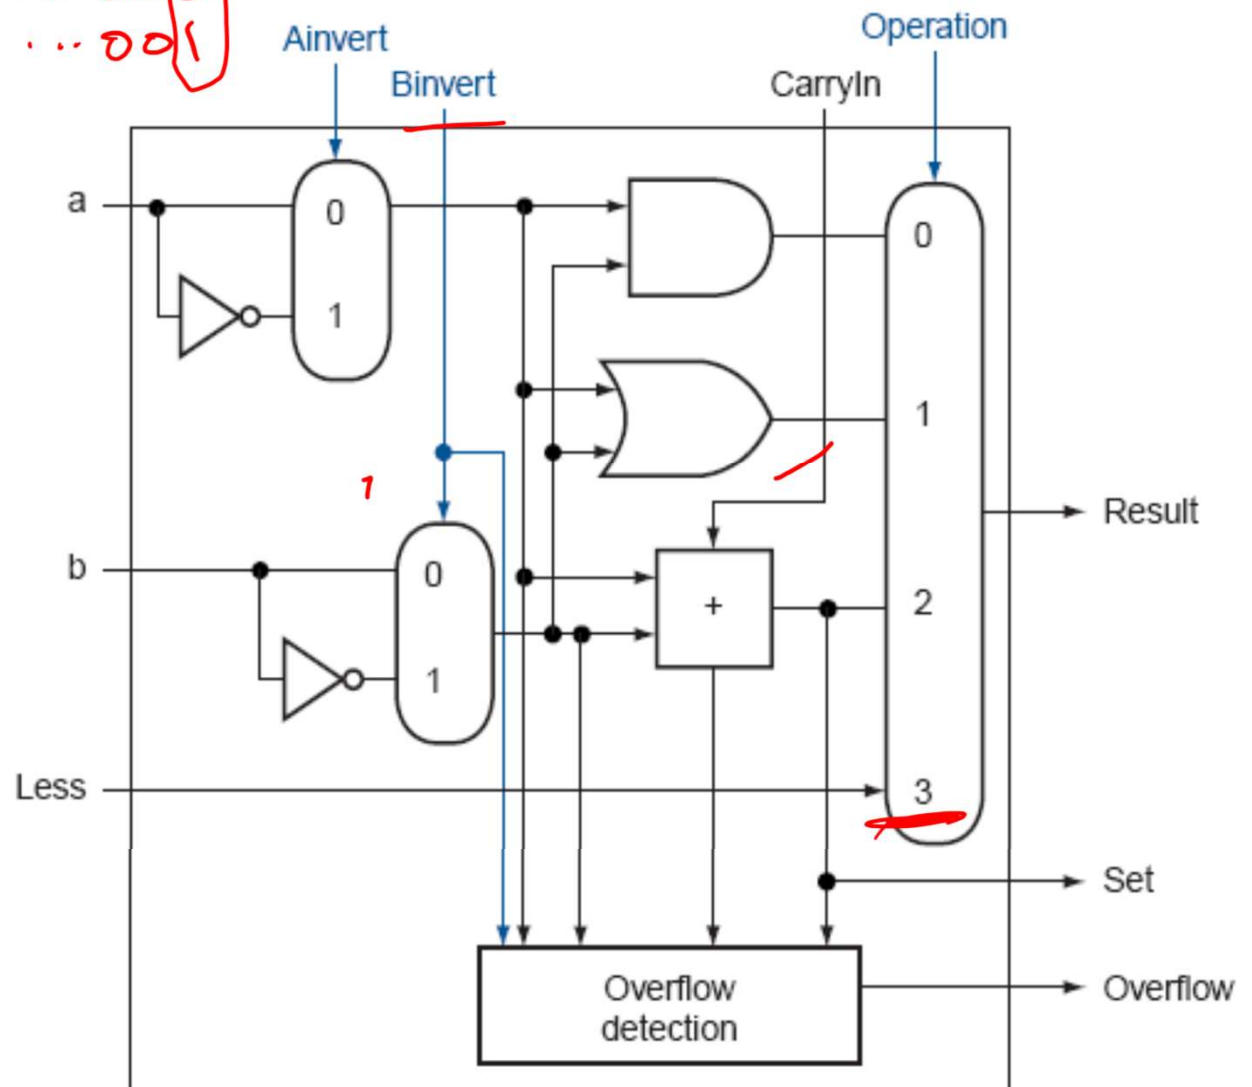 ...001
Ainvert
Operation
Binvert
CarryIn
a
0
0
1
1
1
Result
b
0
+
2
1
Less
3
Set
Overflow
detection
Overflow